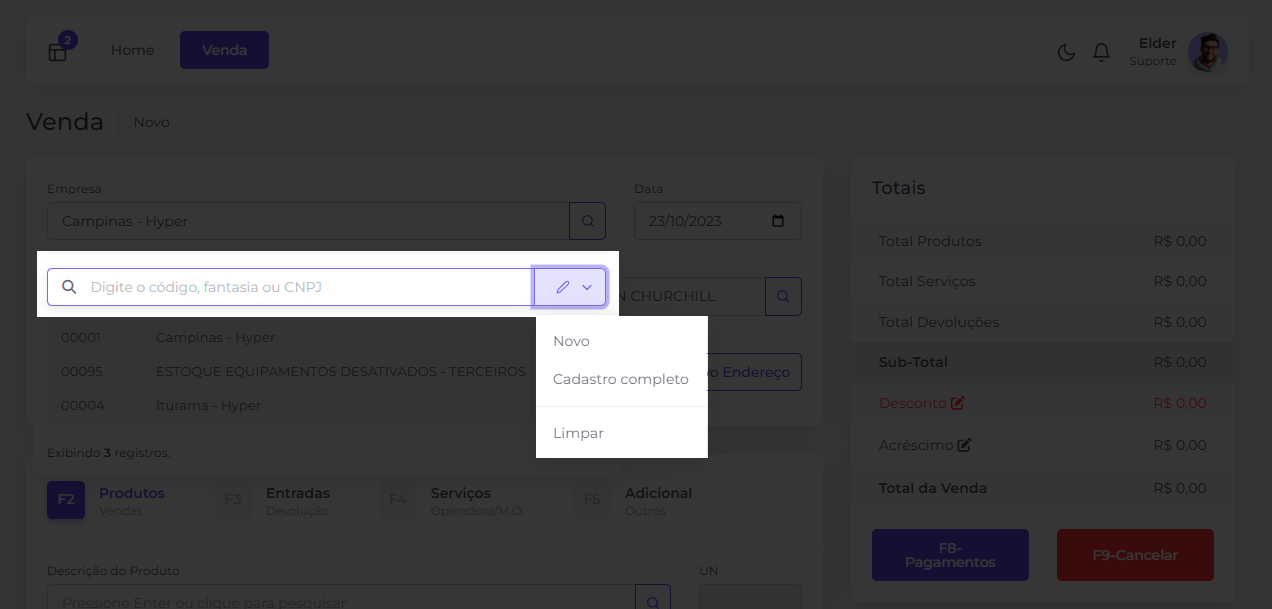 2
Home
Venda
Elder
Suporte
Venda
Novo
Empresa
Campinas - Hyper
Data
23/10/2023
Digite o código, fantasia ou CNPJ
N CHURCHILL
00001 Campinas - Hyper
00095 ESTOQUE EQUIPAMENTOS DESATIVADOS - TERCEIROS
00004 Iturama - Hyper
Novo
Cadastro completo
Limpar
Endereço
Exibindo 3 registros.
F2 Produtos
Vendas
F3 Entradas
Devolução
F4 Serviços
Operadora/M.O.
F5 Adicional
Outros
Descrição do Produto
Pressione Enter ou clique para pesquisar
UN
Totais
Total Produtos R$ 0,00
Total Serviços R$ 0,00
Total Devoluções R$ 0,00
Sub-Total R$ 0,00
Desconto R$ 0,00
Acréscimo R$ 0,00
Total da Venda R$ 0,00
F8-
Pagamentos
F9-Cancelar